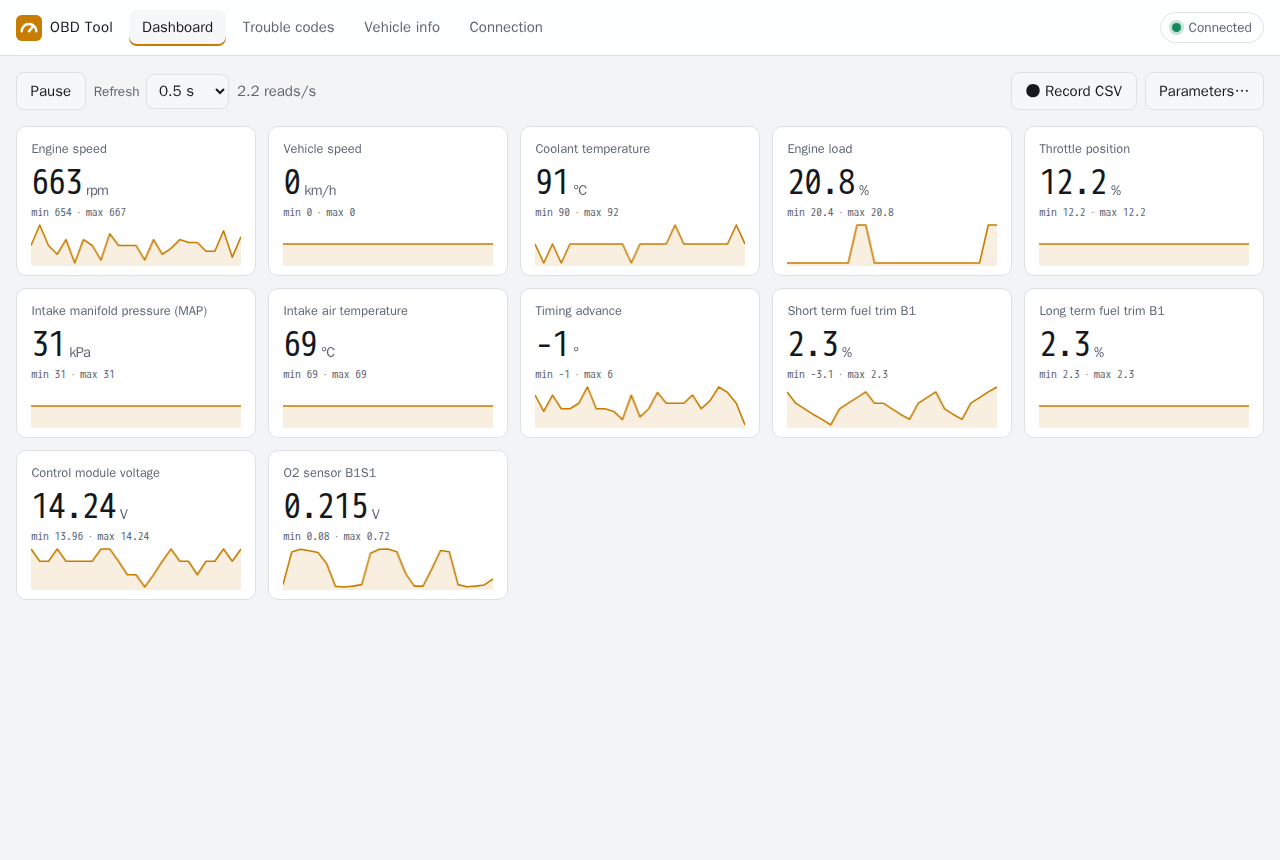 OBD Tool Dashboard Trouble codes Vehicle info Connection Connected
Pause Refresh 0.5 s 2.2 reads/s Record CSV Parameters⋯
Engine speed
663 rpm
min 654 · max 667
Vehicle speed
0 km/h
min 0 · max 0
Coolant temperature
91 °C
min 90 · max 92
Engine load
20.8 %
min 20.4 · max 20.8
Throttle position
12.2 %
min 12.2 · max 12.2
Intake manifold pressure (MAP)
31 kPa
min 31 · max 31
Intake air temperature
69 °C
min 69 · max 69
Timing advance
-1 °
min -1 · max 6
Short term fuel trim B1
2.3 %
min -3.1 · max 2.3
Long term fuel trim B1
2.3 %
min 2.3 · max 2.3
Control module voltage
14.24 V
min 13.96 · max 14.24
O2 sensor B1S1
0.215 V
min 0.08 · max 0.72